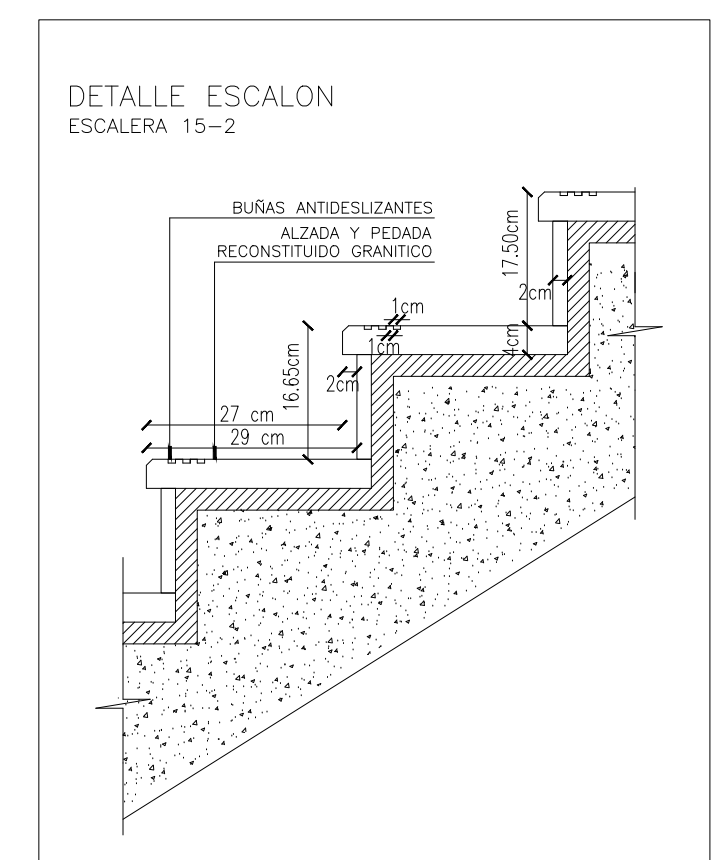 DETALLE ESCALON
ESCALERA 15-2
BUÑAS ANTIDESLIZANTES
ALZADA Y PEDADA
RECONSTITUIDO GRANITICO
17.50cm
2cm
1cm
1cm
4cm
16.65cm
2cm
27 cm
29 cm